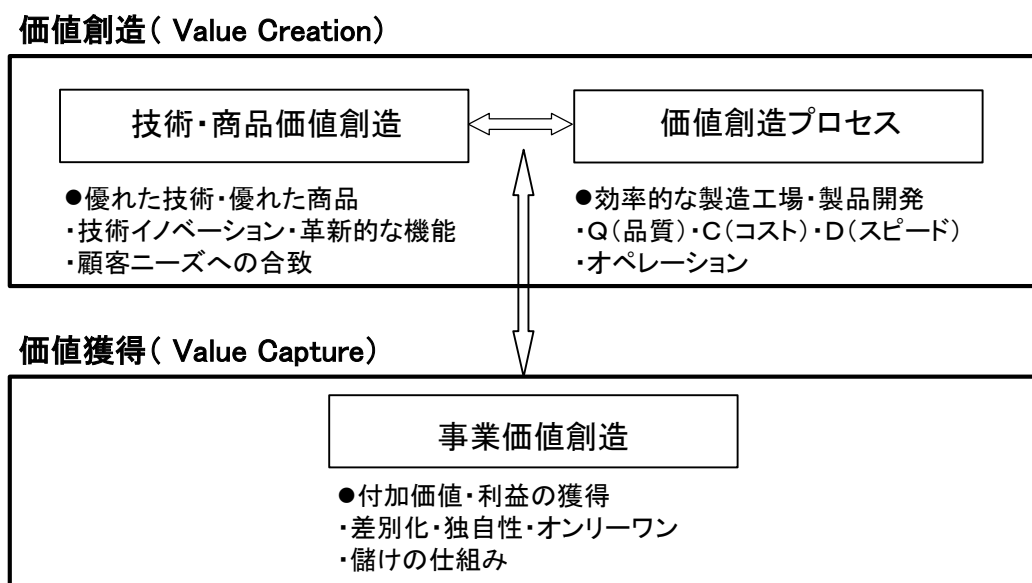 価値創造( Value Creation)
技術・商品価値創造
価値創造プロセス
●優れた技術・優れた商品
・技術イノベーション・革新的な機能
・顧客ニーズへの合致
●効率的な製造工場・製品開発
・Q(品質)・C(コスト)・D(スピード)
・オペレーション
価値獲得( Value Capture)
事業価値創造
●付加価値・利益の獲得
・差別化・独自性・オンリーワン
・儲けの仕組み